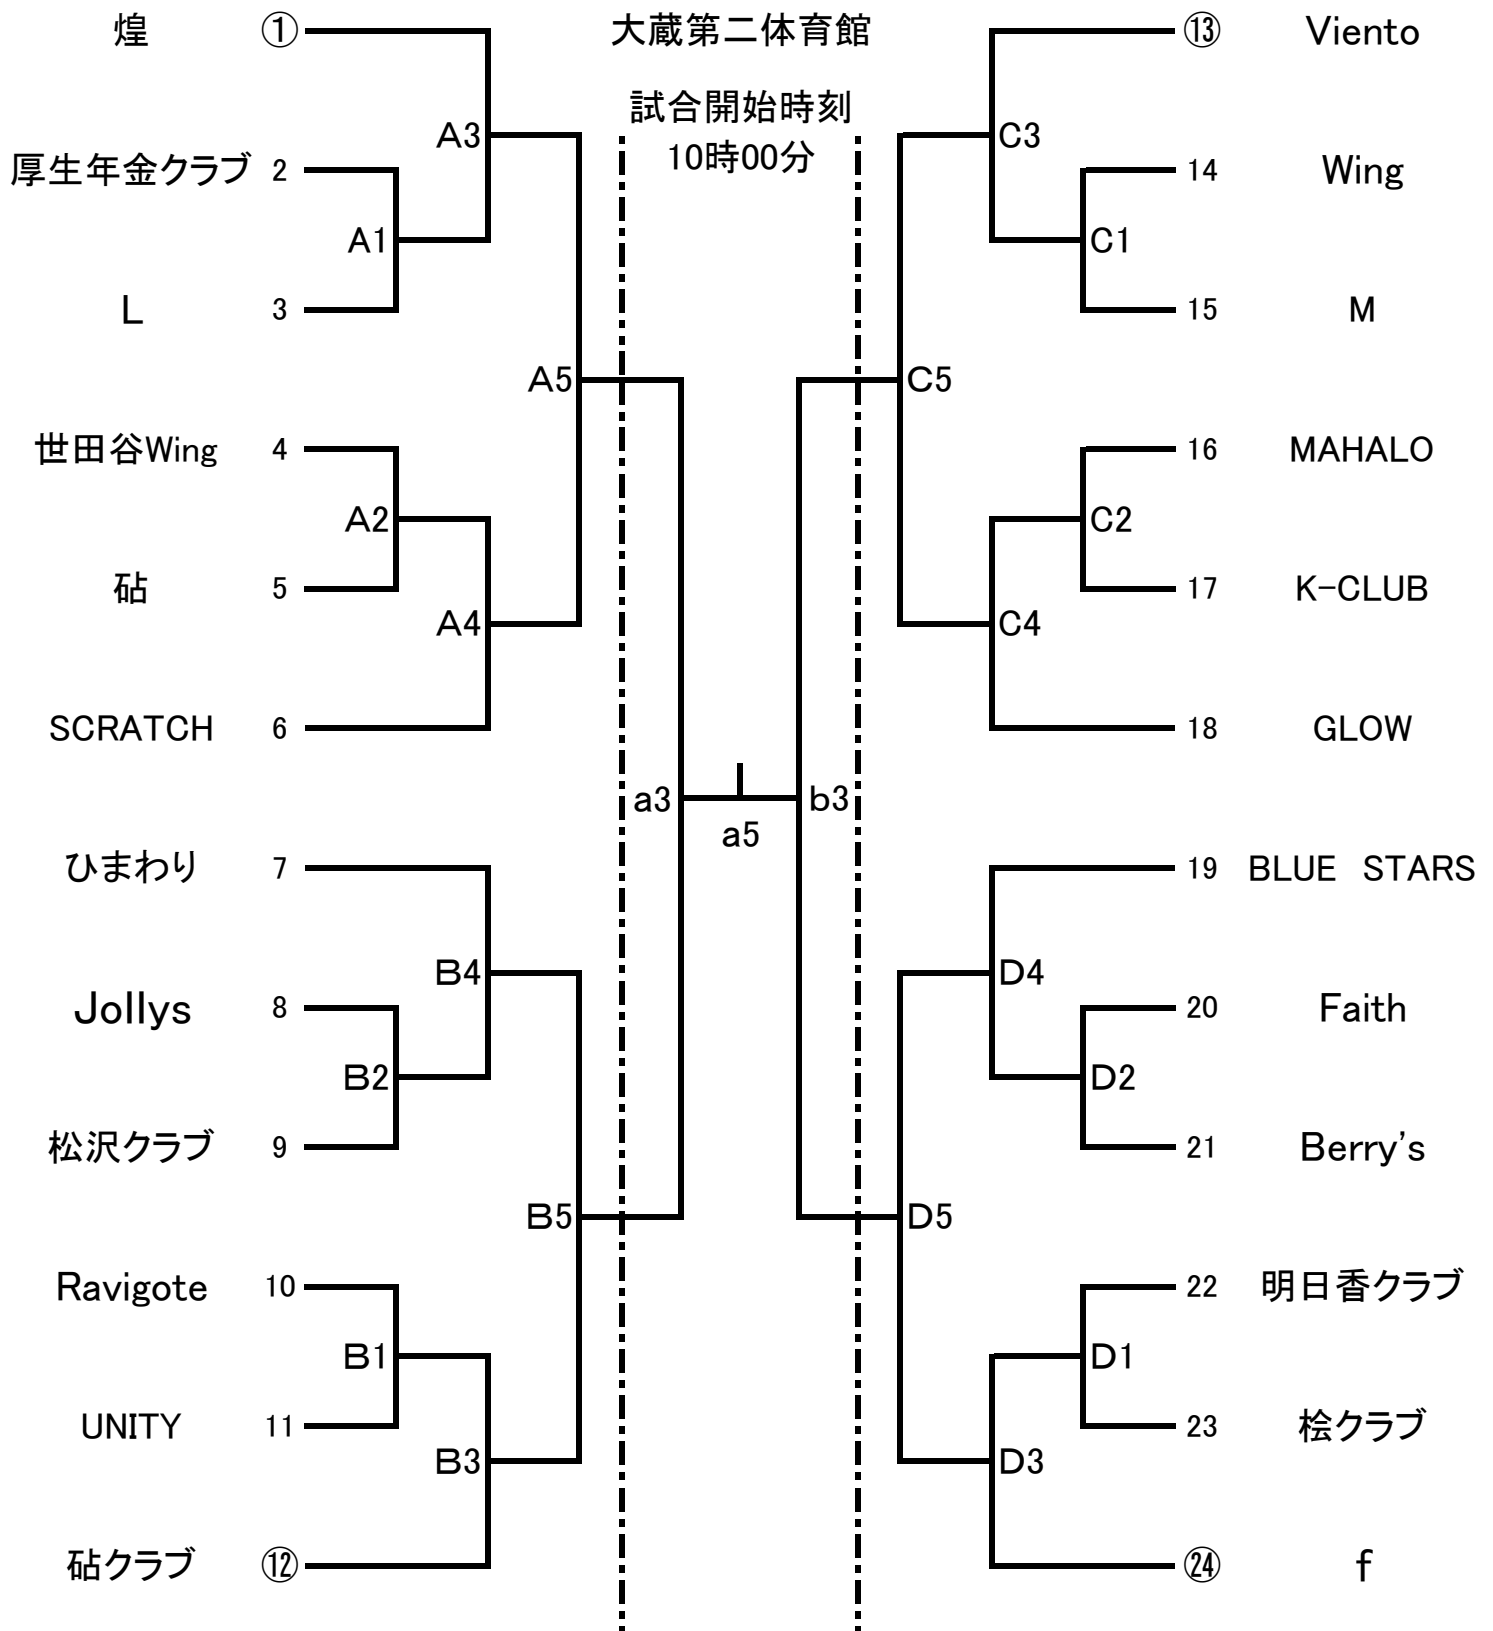 大蔵第二体育館
試合開始時刻
10時00分
煌 ①
A3
厚生年金クラブ 2
A1
L 3
A5
世田谷Wing 4
A2
砧 5
A4
SCRATCH 6
a3
ひまわり 7
B4
Jollys 8
B2
松沢クラブ 9
B5
Ravigote 10
B1
UNITY 11
B3
砧クラブ ⑫
a5
⑬ Viento
C3
14 Wing
C1
15 M
C5
16 MAHALO
C2
17 K-CLUB
C4
18 GLOW
b3
19 BLUE STARS
D4
20 Faith
D2
21 Berry's
D5
22 明日香クラブ
D1
23 桧クラブ
D3
㉔ f